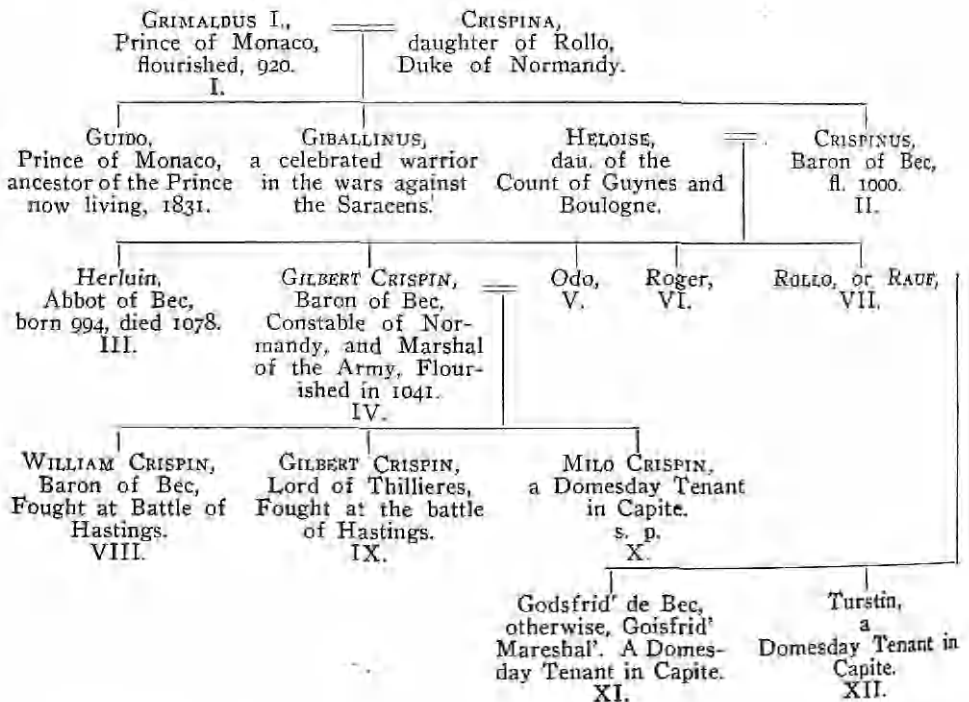 GRIMALDUS I.,
Prince of Monaco,
flourished, 920.
I.
CRISPINA,
daughter of Rollo,
Duke of Normandy.
GUIDO,
Prince of Monaco,
ancestor of the Prince
now living, 1831.
GIBALLINUS,
a celebrated warrior
in the wars against
the Saracens.
HELOISE,
dau. of the
Count of Guynes and
Boulogne.
CRISPINUS,
Baron of Bec,
fl. 1000.
II.
Herluin,
Abbot of Bec,
born 994, died 1078.
III.
GILBERT CRISPIN,
Baron of Bec,
Constable of Nor-
mandy, and Marshal
of the Army, Flour-
ished in 1041.
IV.
Odo,
V.
Roger,
VI.
ROLLO, or RAUF,
VII.
WILLIAM CRISPIN,
Baron of Bec,
Fought at Battle of
Hastings.
VIII.
GILBERT CRISPIN,
Lord of Thillieres,
Fought at the battle
of Hastings.
IX.
MILO CRISPIN,
a Domesday Tenant
in Capite.
s. p.
X.
Godsfrid' de Bec,
otherwise, Goisfrid'
Mareshal'. A Domes-
day Tenant in Capite.
XI.
Turstin,
a
Domesday Tenant in
Capite.
XII.